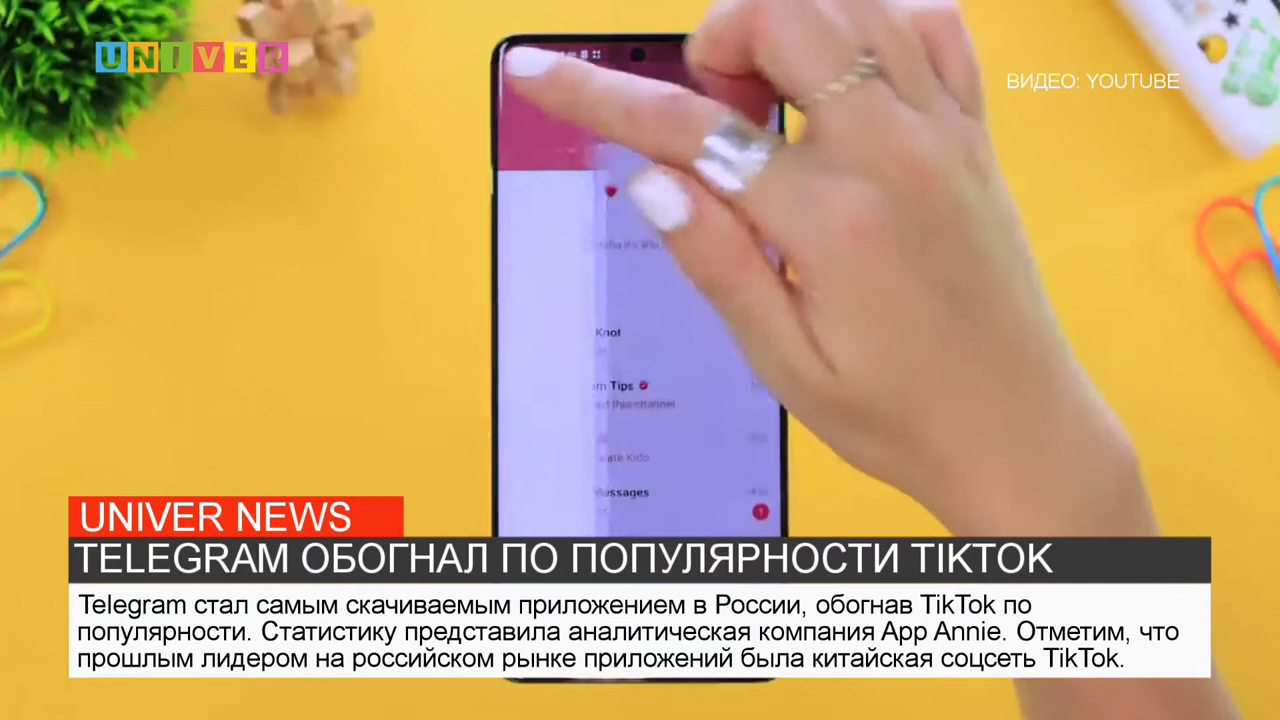 UNIVER
ВИДЕО: YOUTUBE
Knot
Tips
this channel
Messages
UNIVER NEWS
TELEGRAM ОБОГНАЛ ПО ПОПУЛЯРНОСТИ TIKTOK
Telegram стал самым скачиваемым приложением в России, обогнав TikTok по
популярности. Статистику представила аналитическая компания App Annie. Отметим, что
прошлым лидером на российском рынке приложений была китайская соцсеть TikTok.